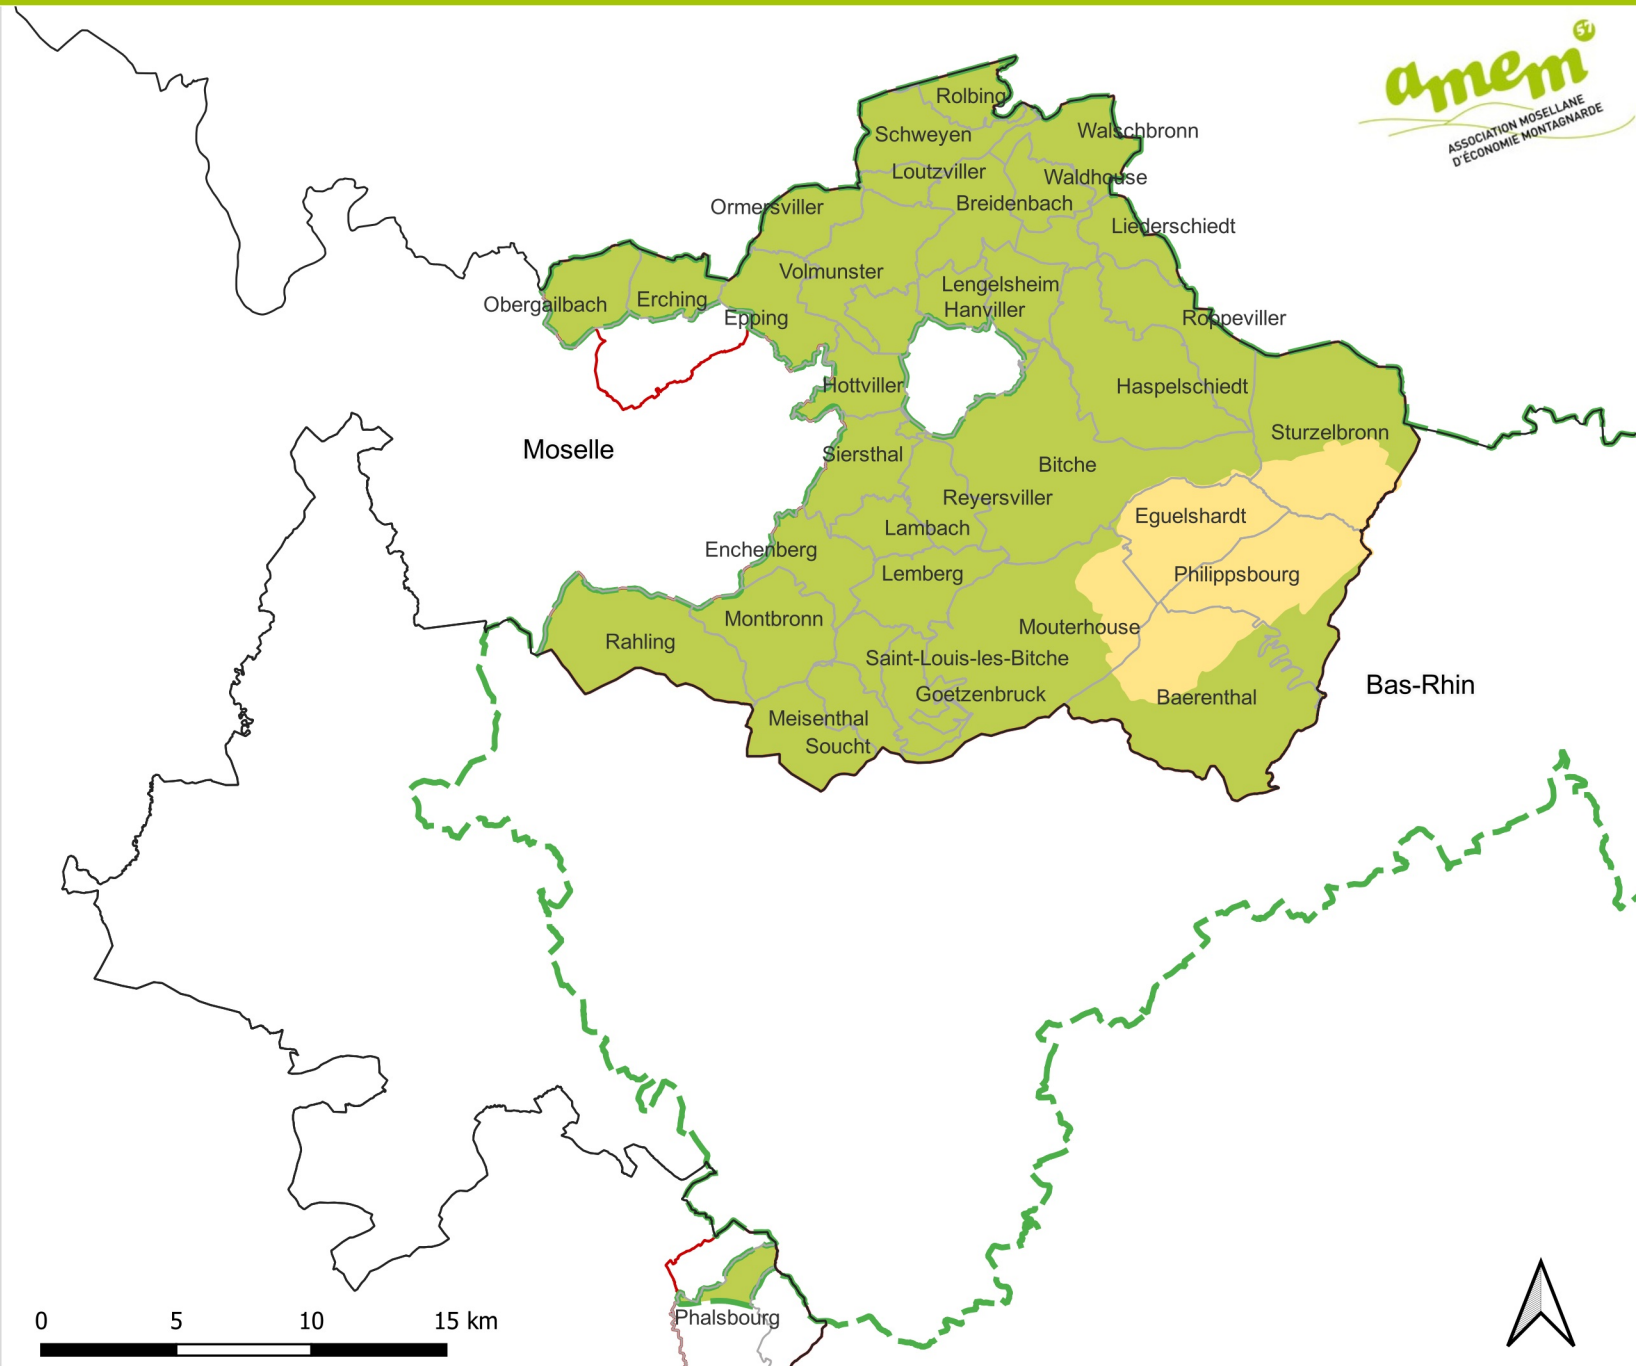 57
amem
ASSOCIATION MOSELLANE
D'ÉCONOMIE MONTAGNARDE
Rolbing
Schweyen
Walschbronn
Loutzviller
Waldhouse
Ormersviller
Breidenbach
Liederschiedt
Volmunster
Lengelsheim
Obergailbach
Erching
Hanviller
Epping
Roppeviller
Hottviller
Haspelschiedt
Sturzelbronn
Moselle
Siersthal
Bitche
Reyersviller
Eguelshardt
Lambach
Enchenberg
Lemberg
Philippsbourg
Montbronn
Mouterhouse
Rahling
Saint-Louis-les-Bitche
Bas-Rhin
Goetzenbruck
Baerenthal
Meisenthal
Soucht
Phalsbourg
0 5 10 15 km